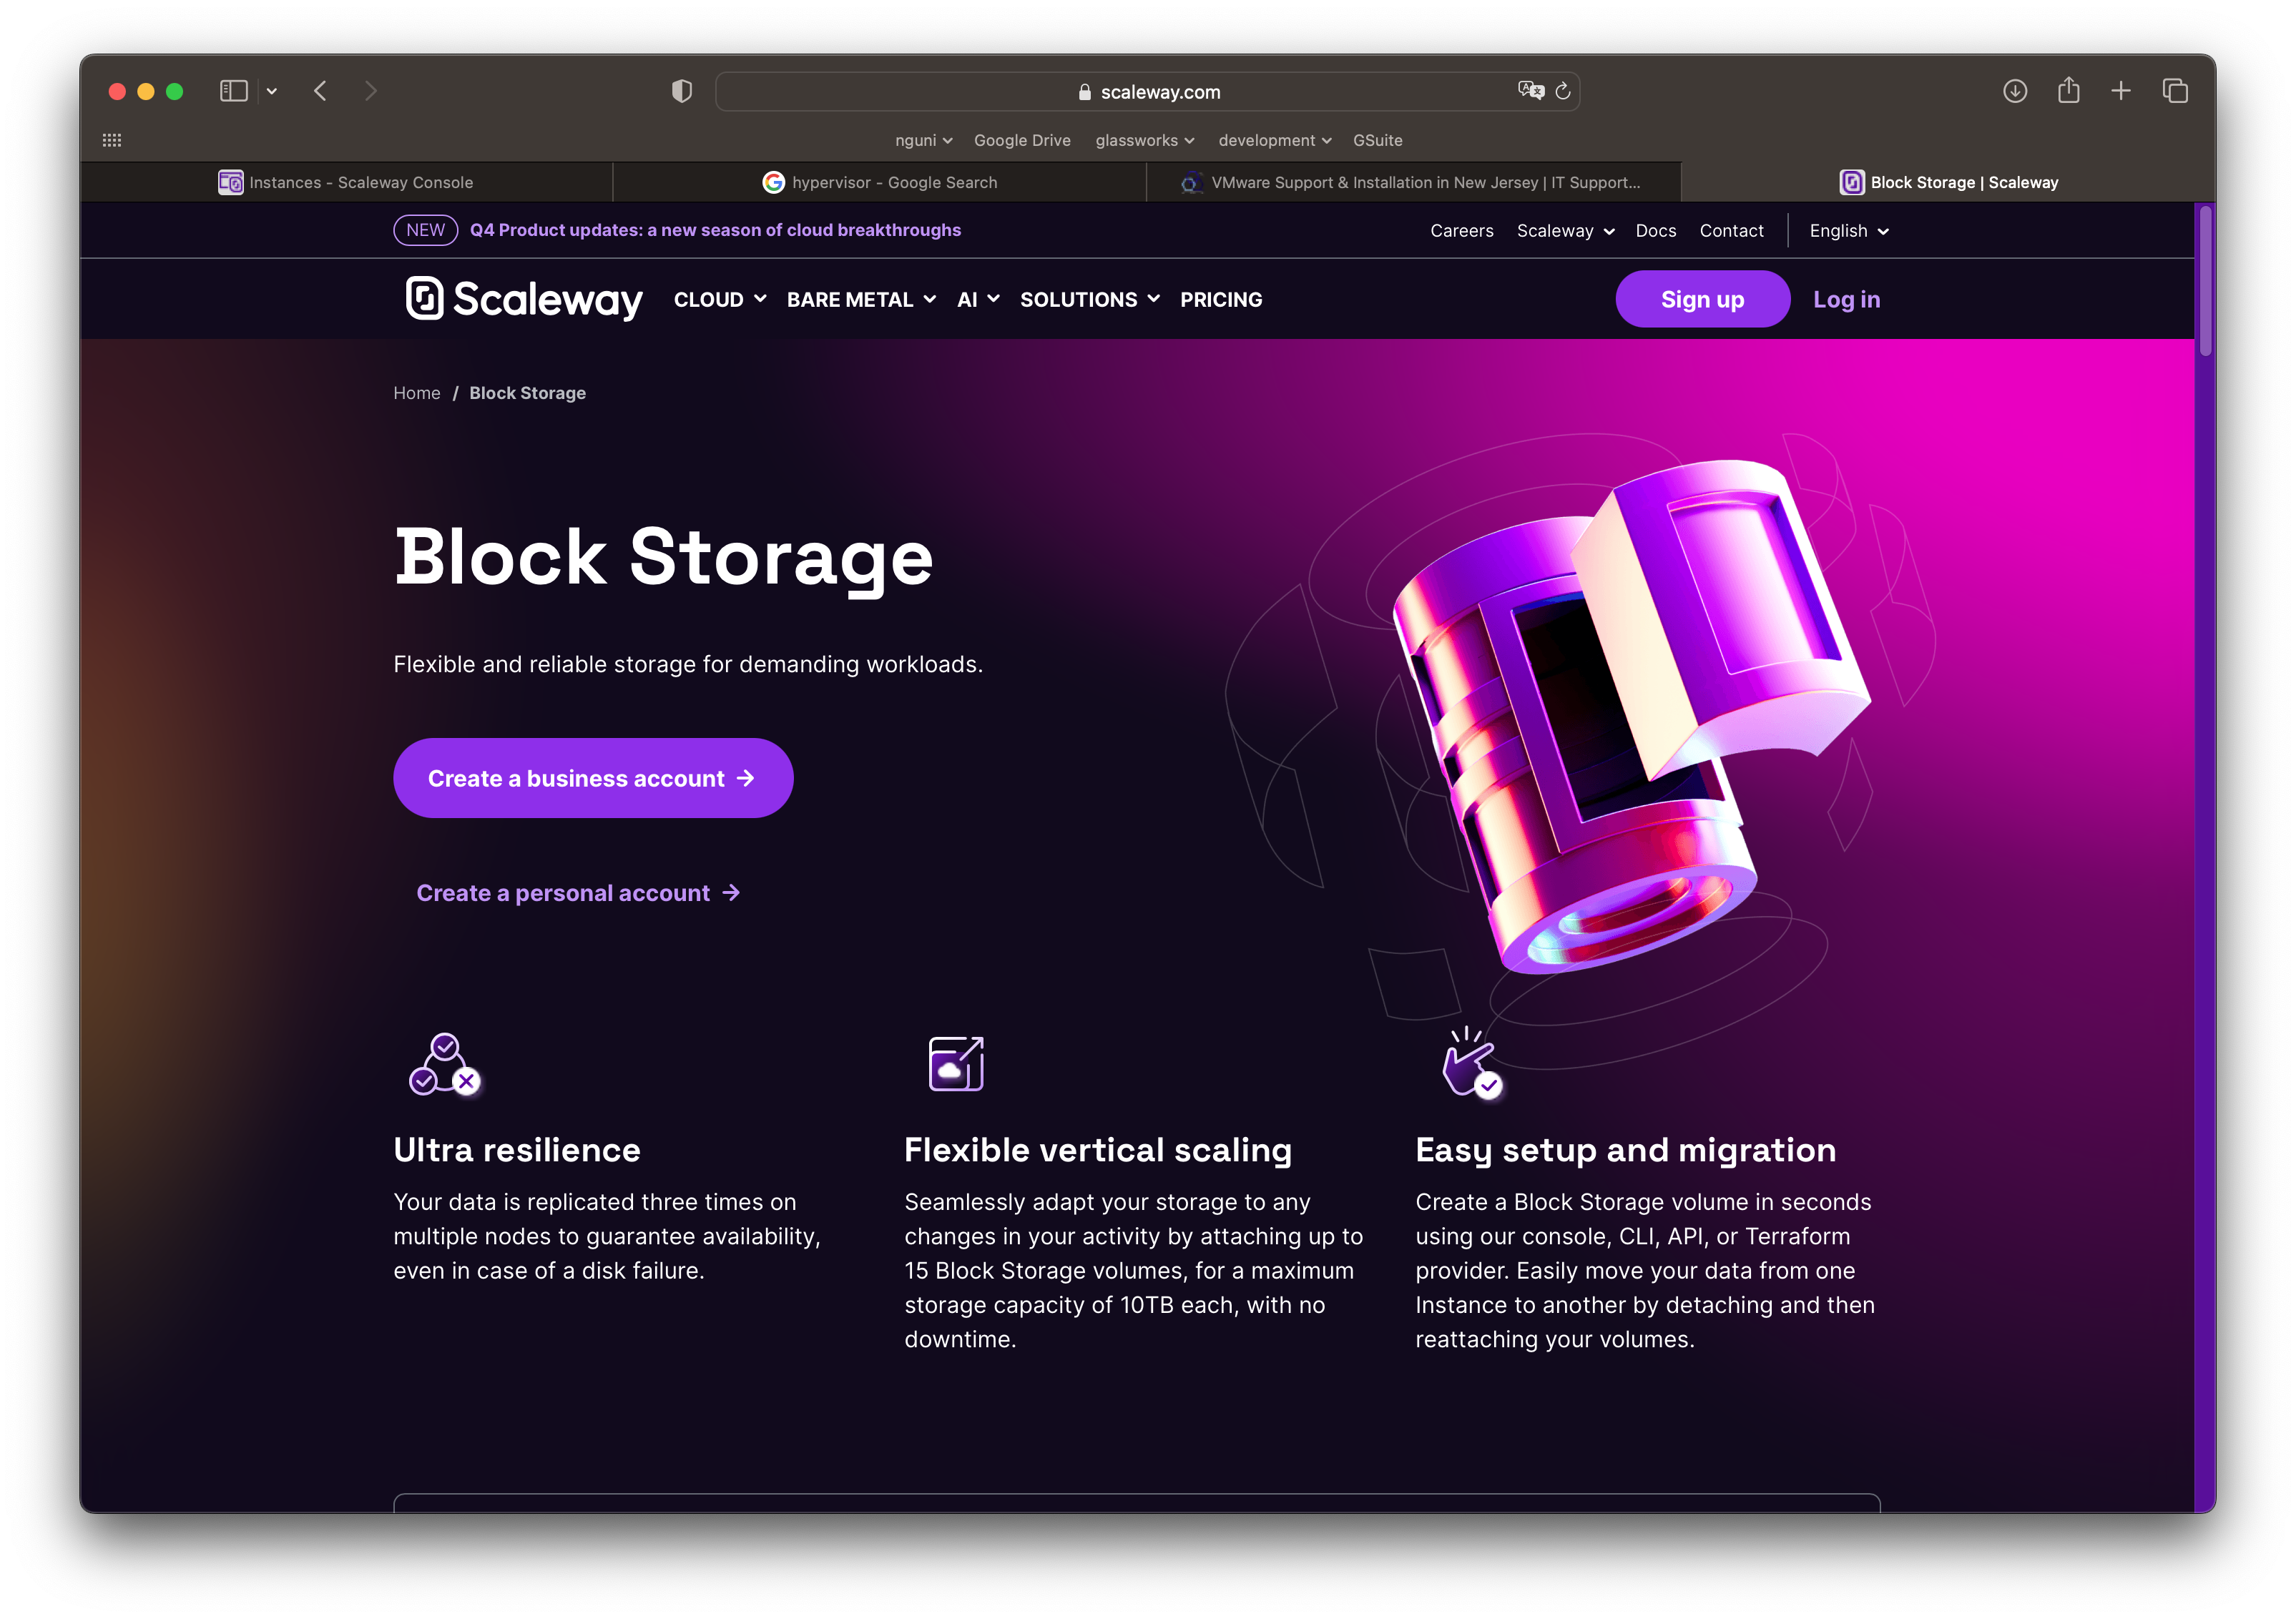 scaleway.com
nguni Google Drive glassworks development GSuite
Instances - Scaleway Console
hypervisor - Google Search
VMware Support & Installation in New Jersey | IT Support...
Block Storage | Scaleway
NEW Q4 Product updates: a new season of cloud breakthroughs
Careers Scaleway Docs Contact English
Scaleway CLOUD BARE METAL AI SOLUTIONS PRICING Sign up Log in
Home / Block Storage
Block Storage
Flexible and reliable storage for demanding workloads.
Create a business account →
Create a personal account →
Ultra resilience
Your data is replicated three times on
multiple nodes to guarantee availability,
even in case of a disk failure.
Flexible vertical scaling
Seamlessly adapt your storage to any
changes in your activity by attaching up to
15 Block Storage volumes, for a maximum
storage capacity of 10TB each, with no
downtime.
Easy setup and migration
Create a Block Storage volume in seconds
using our console, CLI, API, or Terraform
provider. Easily move your data from one
Instance to another by detaching and then
reattaching your volumes.